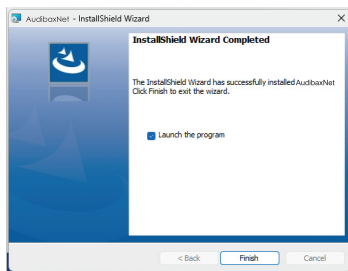 AudibaxNet - InstallShield Wizard
InstallShield Wizard Completed
The InstallShield Wizard has successfully installed AudibaxNet
Click Finish to exit the wizard.
Launch the program
< Back
Finish
Cancel